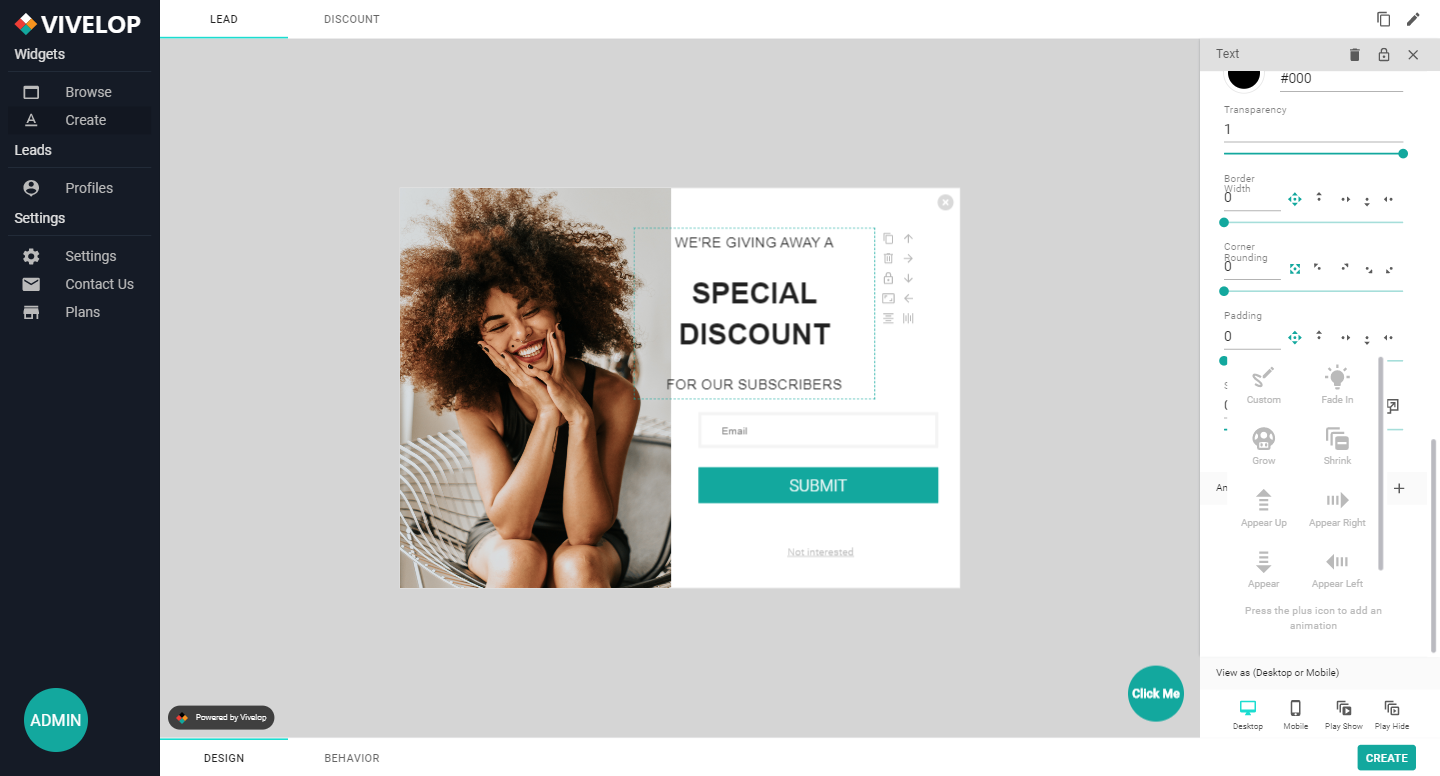 VIVELOP
Widgets
Browse
Create
Leads
Profiles
Settings
Settings
Contact Us
Plans
ADMIN
LEAD
DISCOUNT
WE'RE GIVING AWAY A
SPECIAL
DISCOUNT
FOR OUR SUBSCRIBERS
Email
SUBMIT
Not interested
Click Me
Powered by Vivelop
DESIGN
BEHAVIOR
Text
#000
Transparency
1
Border
Width
0
Corner
Rounding
0
Padding
0
Custom
Fade In
Grow
Shrink
An
Appear Up
Appear Right
Appear
Appear Left
Press the plus icon to add an
animation
View as (Desktop or Mobile)
Desktop
Mobile
Play Show
Play Hide
CREATE